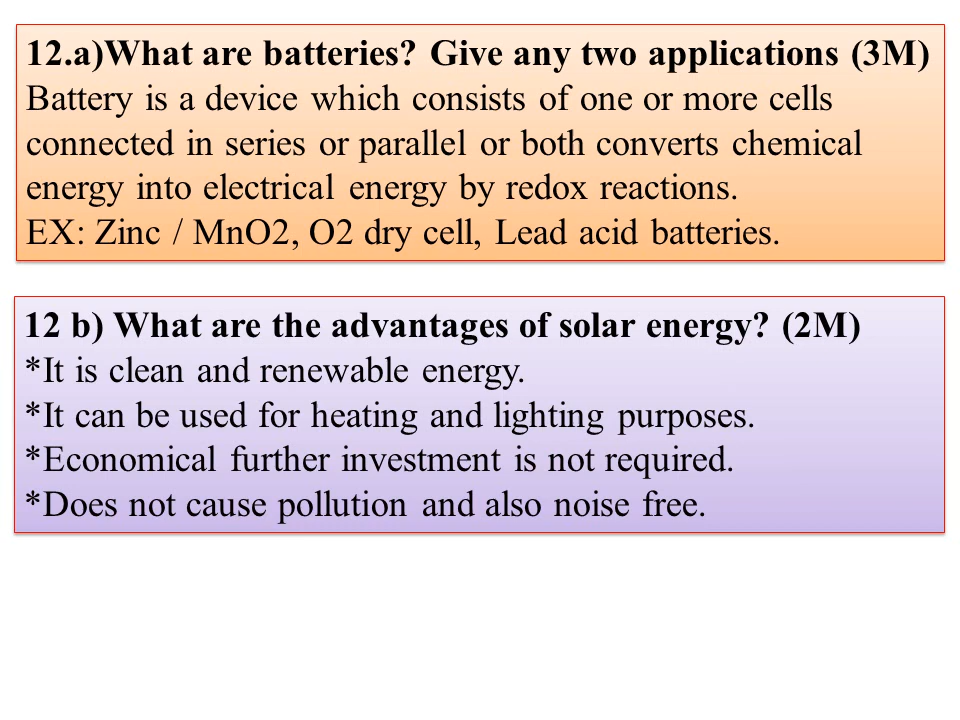 12.a)What are batteries? Give any two applications (3M)
Battery is a device which consists of one or more cells
connected in series or parallel or both converts chemical
energy into electrical energy by redox reactions.
EX: Zinc / MnO2, O2 dry cell, Lead acid batteries.
12 b) What are the advantages of solar energy? (2M)
*It is clean and renewable energy.
*It can be used for heating and lighting purposes.
*Economical further investment is not required.
*Does not cause pollution and also noise free.